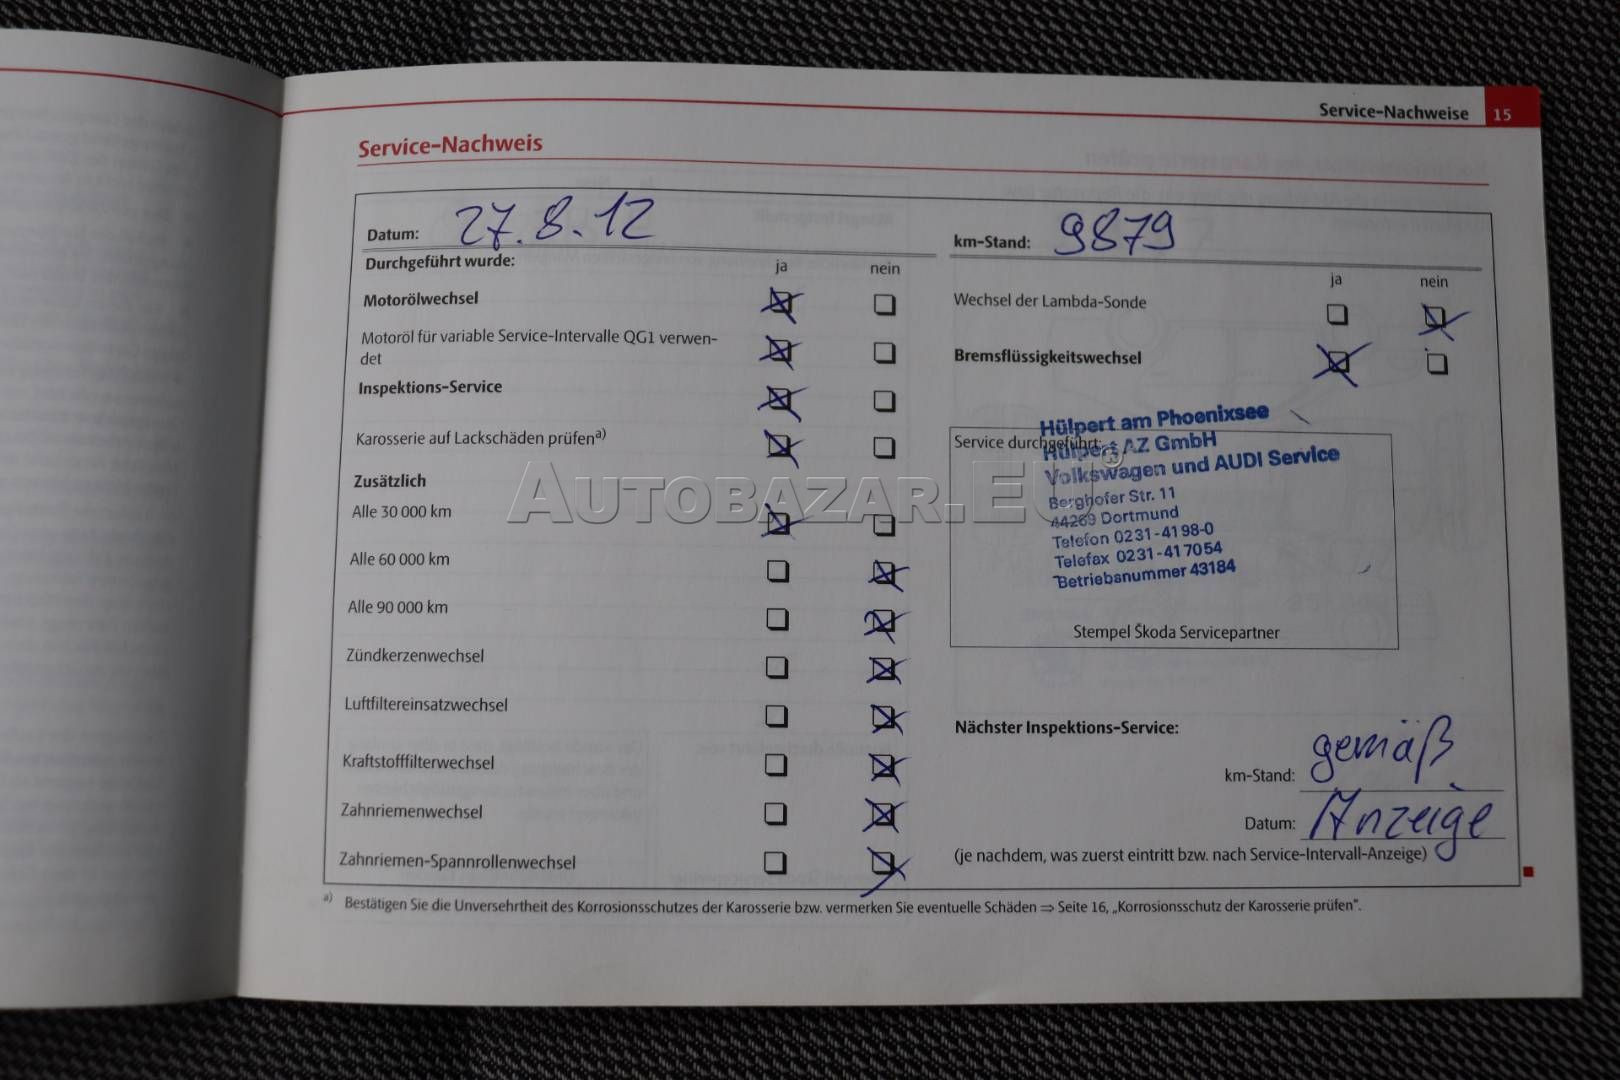 Service-Nachweise 15
Service-Nachweis
Datum: 27.8.12
km-Stand: 9879
Durchgeführt wurde:
ja nein
Motorölwechsel
Motoröl für variable Service-Intervalle QG1 verwen-
det
Inspektions-Service
Karosserie auf Lackschäden prüfena)
Zusätzlich
Alle 30 000 km
Alle 60 000 km
Alle 90 000 km
Zündkerzenwechsel
Luftfiltereinsatzwechsel
Kraftstofffilterwechsel
Zahnriemenwechsel
Zahnriemen-Spannrollenwechsel
ja nein
Wechsel der Lambda-Sonde
Bremsflüssigkeitswechsel
Service durchgeführt:
Hülpert am Phoenixsee
Hülpert AZ GmbH
Volkswagen und AUDI Service
Berghofer Str. 11
44269 Dortmund
Telefon 0231-4198-0
Telefax 0231-417054
Betriebsnummer 43184
Stempel Škoda Servicepartner
Nächster Inspektions-Service:
km-Stand: gemäß
Datum: Anzeige
(je nachdem, was zuerst eintritt bzw. nach Service-Intervall-Anzeige)
a) Bestätigen Sie die Unversehrtheit des Korrosionsschutzes der Karosserie bzw. vermerken Sie eventuelle Schäden ⇒ Seite 16, „Korrosionsschutz der Karosserie prüfen".
AUTOBAZAR.EU®